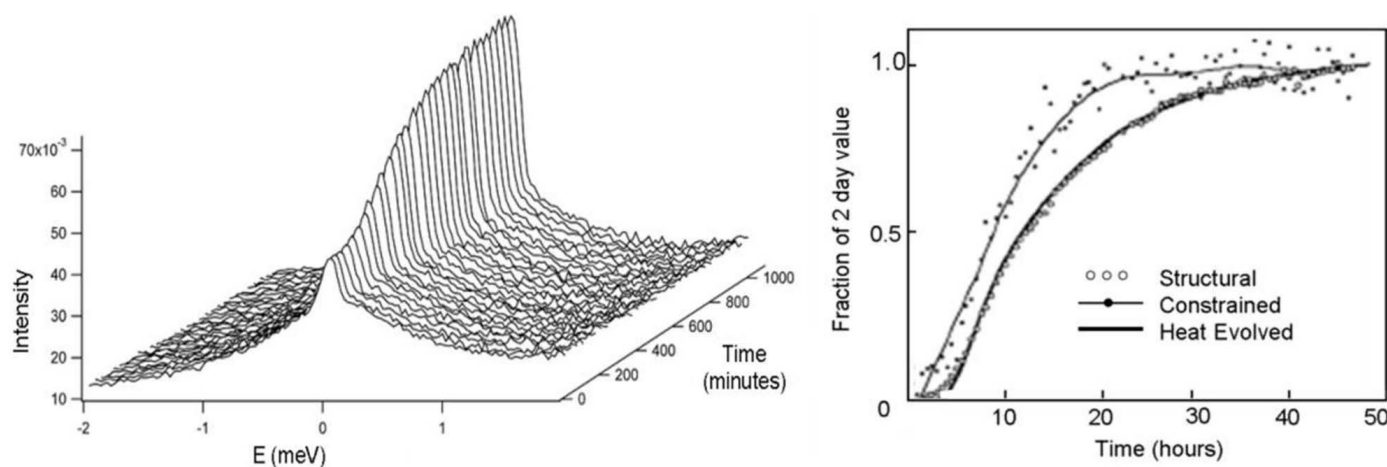 70x10⁻³
60
50
40
30
20
10
Intensity
-2
-1
0
1
E (meV)
0
200
400
600
800
1000
Time
(minutes)
1.0
0.5
0
Fraction of 2 day value
Structural
Constrained
Heat Evolved
10
20
30
40
50
Time (hours)